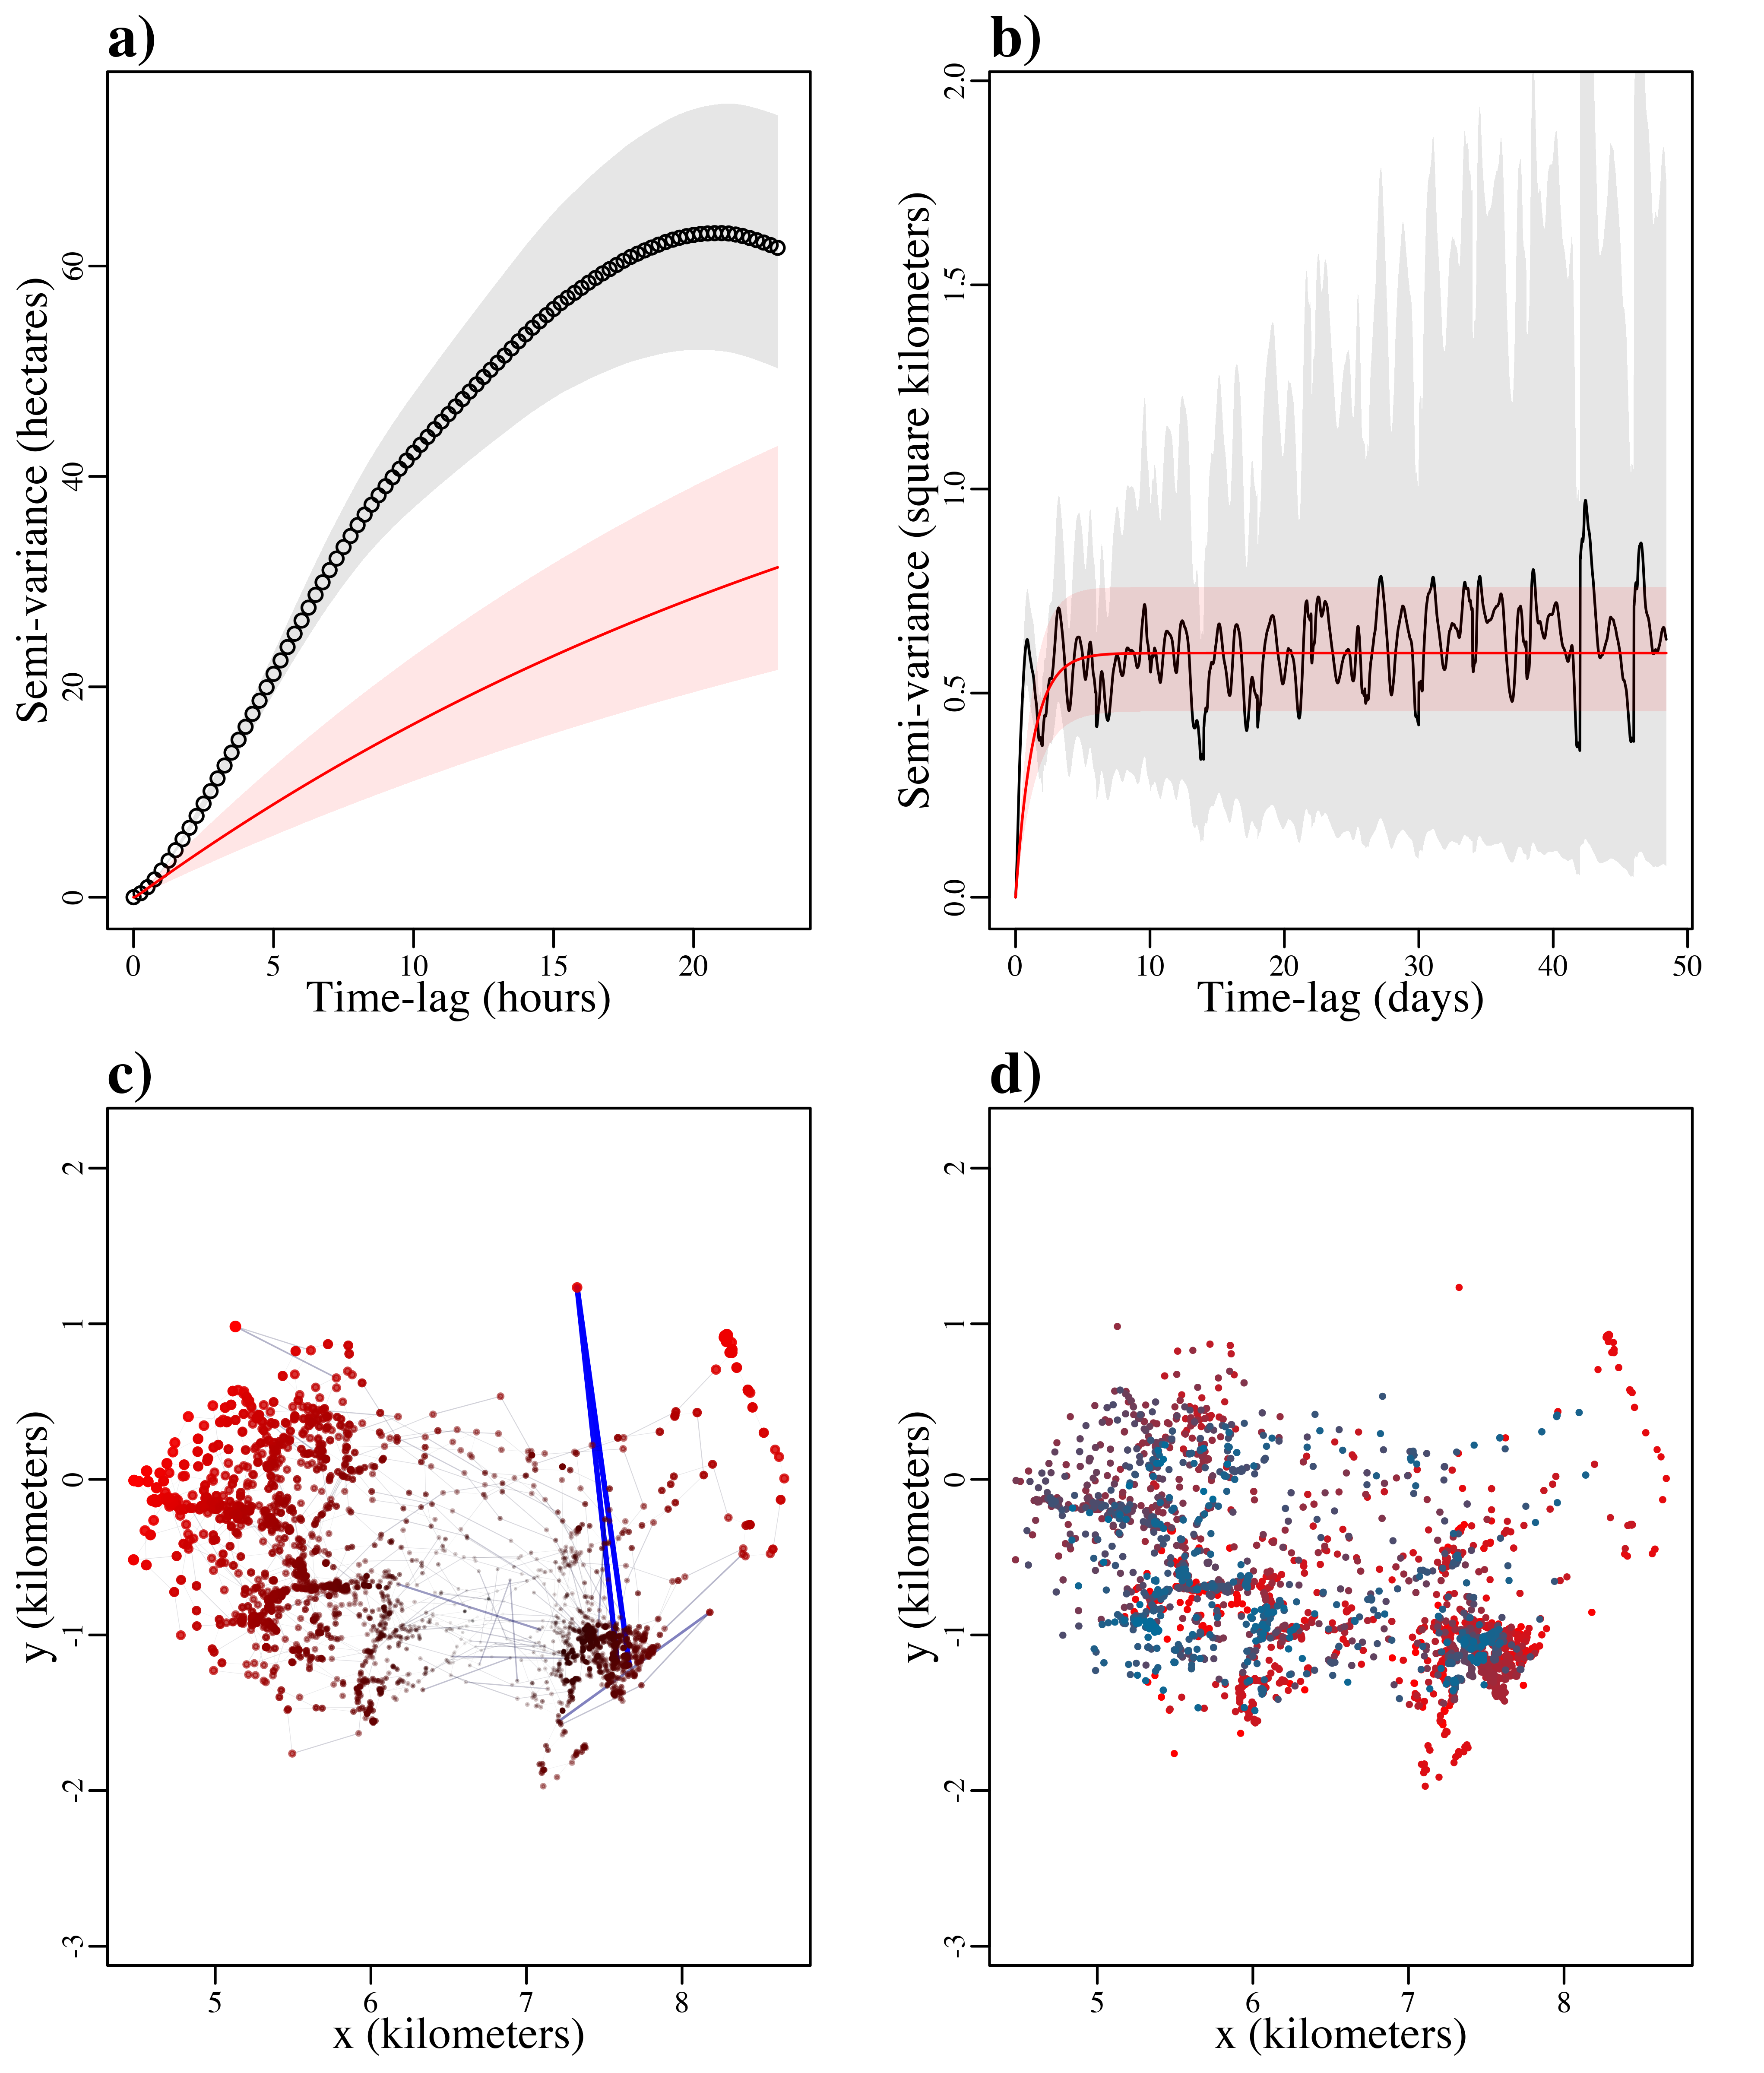 a)
Semi-variance (hectares)
0 20 40 60
0 5 10 15 20
Time-lag (hours)
b)
Semi-variance (square kilometers)
0.0 0.5 1.0 1.5 2.0
0 10 20 30 40 50
Time-lag (days)
c)
y (kilometers)
-3 -2 -1 0 1 2
5 6 7 8
x (kilometers)
d)
y (kilometers)
-3 -2 -1 0 1 2
5 6 7 8
x (kilometers)